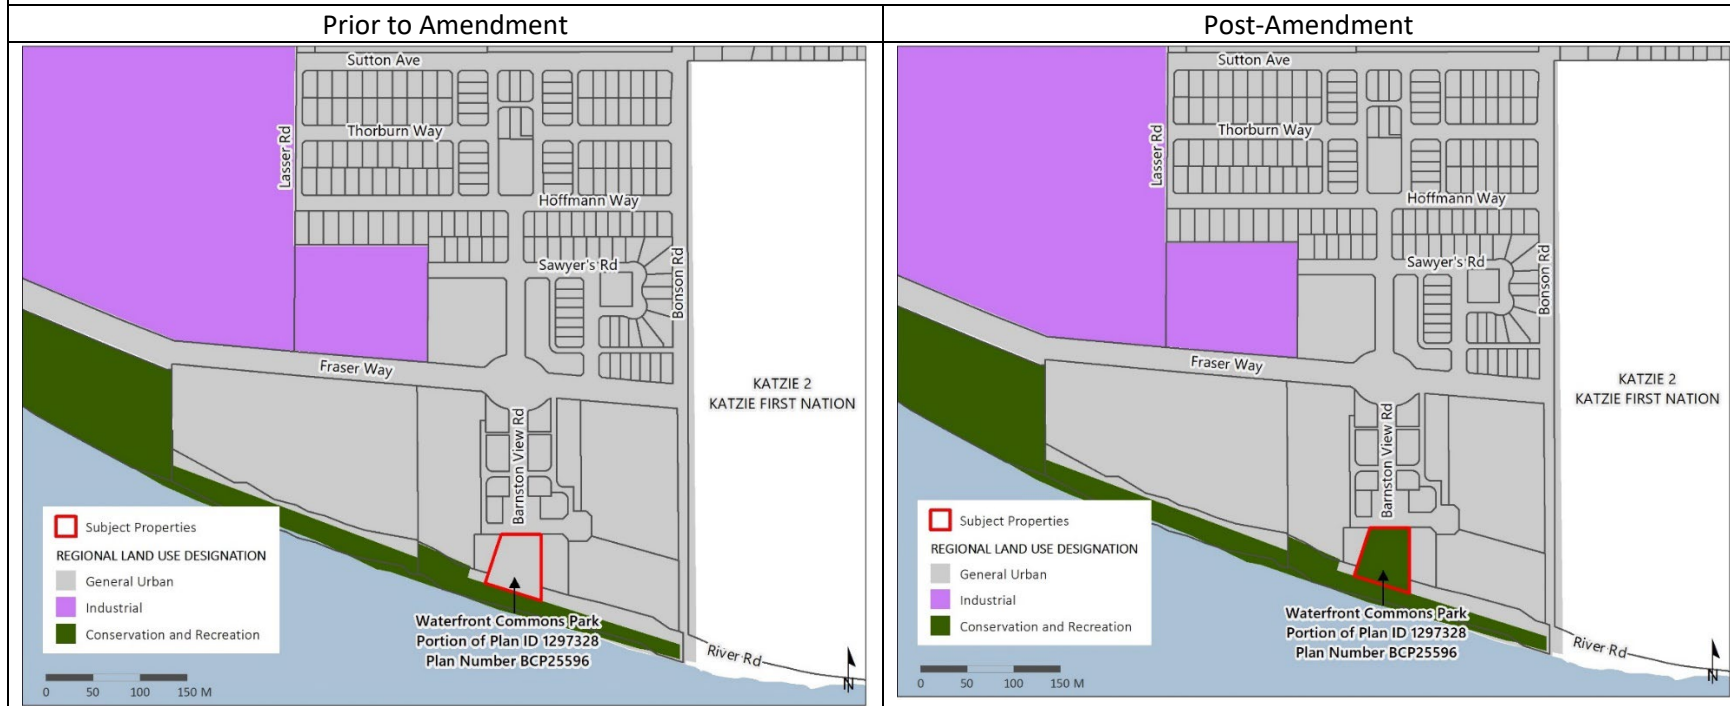 Prior to Amendment
Post-Amendment
Sutton Ave
Lasser Rd
Thorburn Way
Hoffmann Way
Sawyer's Rd
Bonson Rd
Fraser Way
KATZIE 2
KATZIE FIRST NATION
Barnston View Rd
Subject Properties
REGIONAL LAND USE DESIGNATION
General Urban
Industrial
Conservation and Recreation
Waterfront Commons Park
Portion of Plan ID 1297328
Plan Number BCP25596
River Rd
0 50 100 150 M
N
Sutton Ave
Lasser Rd
Thorburn Way
Hoffmann Way
Sawyer's Rd
Bonson Rd
Fraser Way
KATZIE 2
KATZIE FIRST NATION
Barnston View Rd
Subject Properties
REGIONAL LAND USE DESIGNATION
General Urban
Industrial
Conservation and Recreation
Waterfront Commons Park
Portion of Plan ID 1297328
Plan Number BCP25596
River Rd
0 50 100 150 M
N